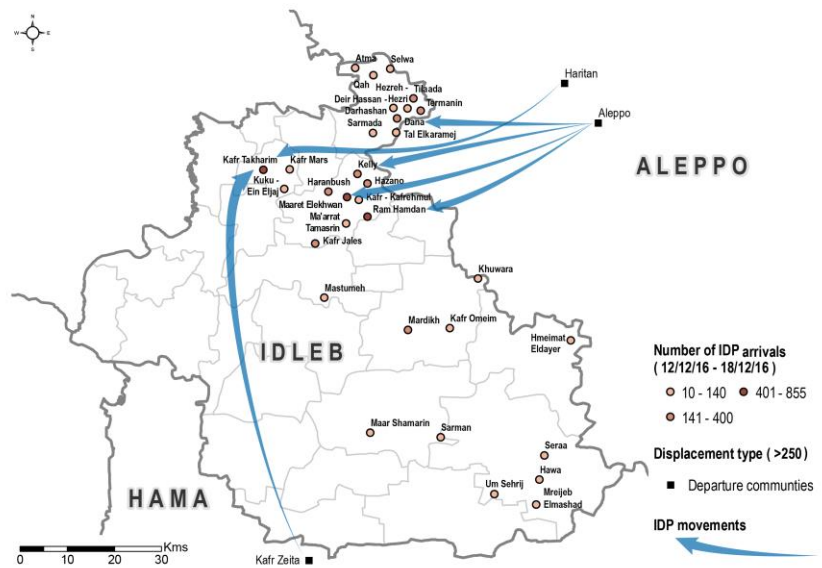 N
W E
S
Atma
Selwa
Qah
Hezreh -
Hezri
Tilhada
Deir Hassan -
Darhashan
Termanin
Dana
Sarmada
Tal Elkaramej
Haritan
Aleppo
ALEPPO
Kafr Takharim
Kafr Mars
Kelly
Kuku -
Ein Eljaj
Haranbush
Hazano
Maaret Elekhwan
Kafr - Kafrehmul
Ma'arrat
Tamasrin
Ram Hamdan
Kafr Jales
Khuwara
Mastumeh
Mardikh
Kafr Omeim
Hmeimat
Eldayer
IDLEB
Number of IDP arrivals
( 12/12/16 - 18/12/16 )
10 - 140
401 - 855
141 - 400
Maar Shamarin
Sarman
Displacement type ( >250)
Seraa
Hawa
Departure communties
HAMA
Um Sehrij
Mreijeb
Elmashad
IDP movements
Kms
0 5 10 20 30
Kafr Zeita